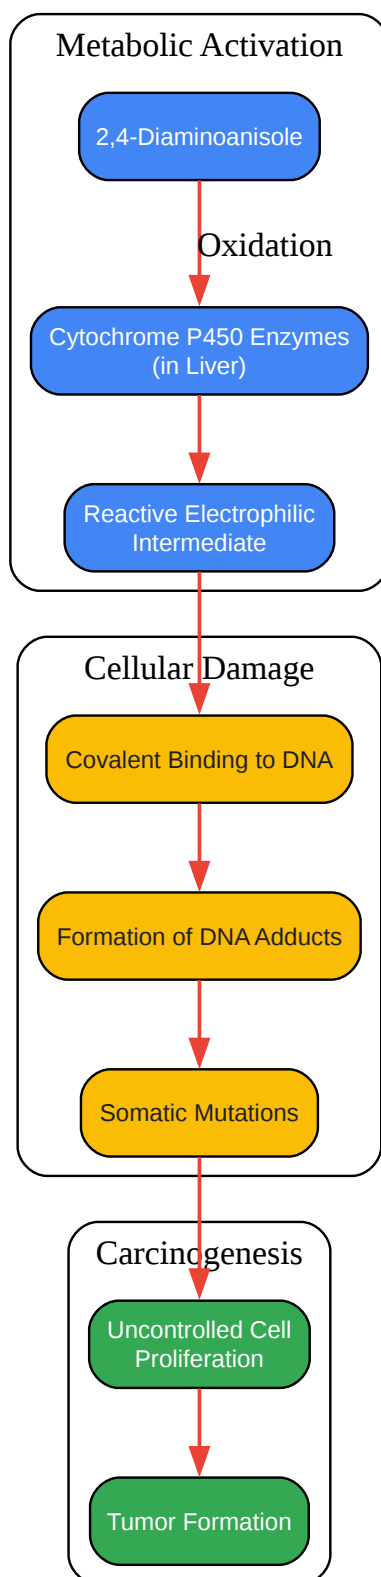 Metabolic Activation
2,4-Diaminoanisole
Oxidation
Cytochrome P450 Enzymes
(in Liver)
Reactive Electrophilic
Intermediate
Cellular Damage
Covalent Binding to DNA
Formation of DNA Adducts
Somatic Mutations
Carcinogenesis
Uncontrolled Cell
Proliferation
Tumor Formation